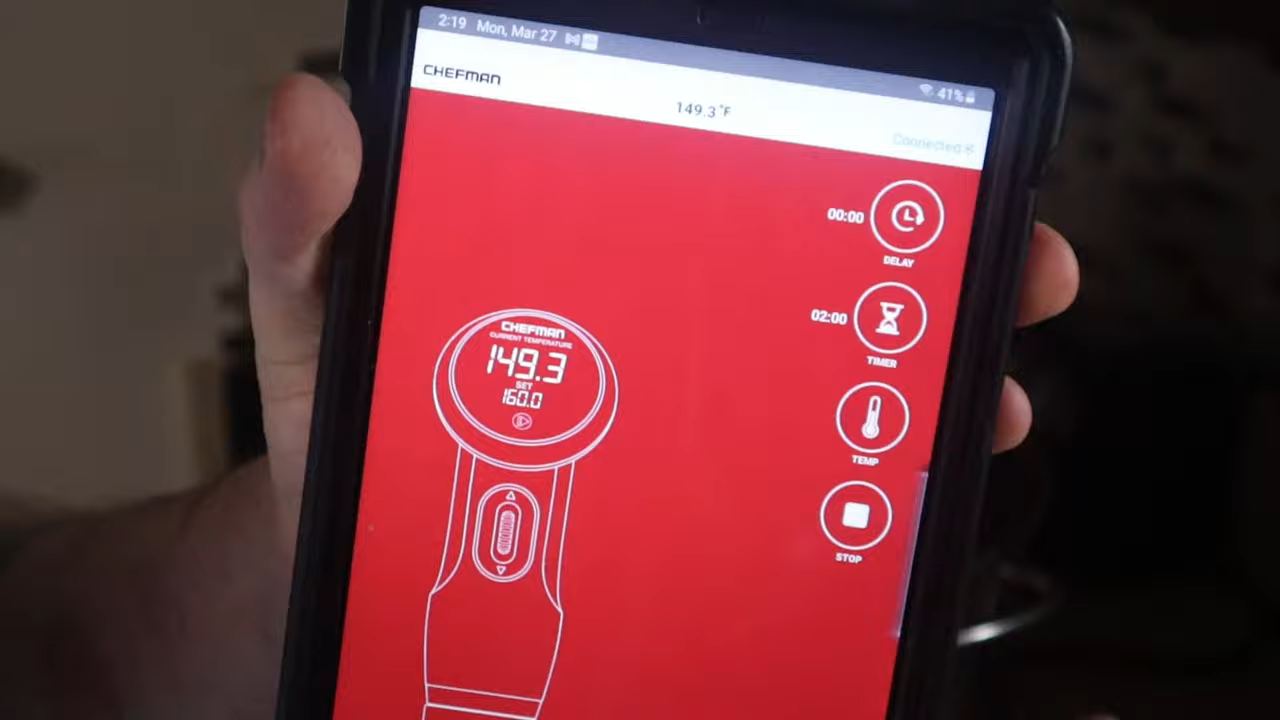 2:19 Mon, Mar 27
41%
CHEFMAN
149.3°F
Connected
00:00
DELAY
02:00
TIMER
TEMP
STOP
CHEFMAN
CURRENT TEMPERATURE
149.3
SET
160.0